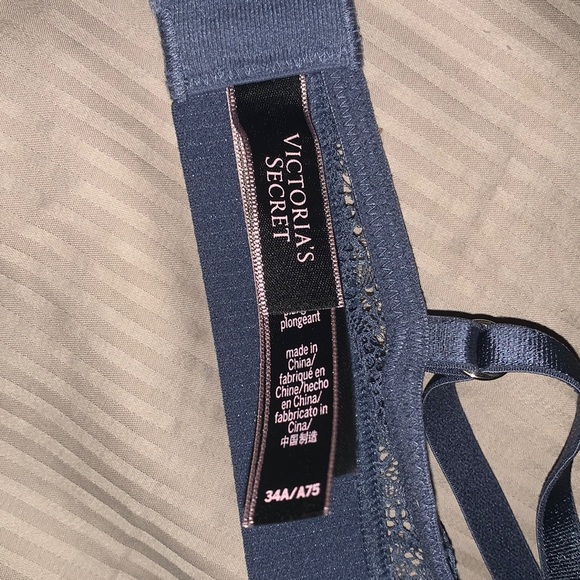 VICTORIA'S
SECRET
plongeant
made in
China/
fabriqué en
Chine/hecho
en China/
fabbricato in
Cina/
中国制造
34A/A75